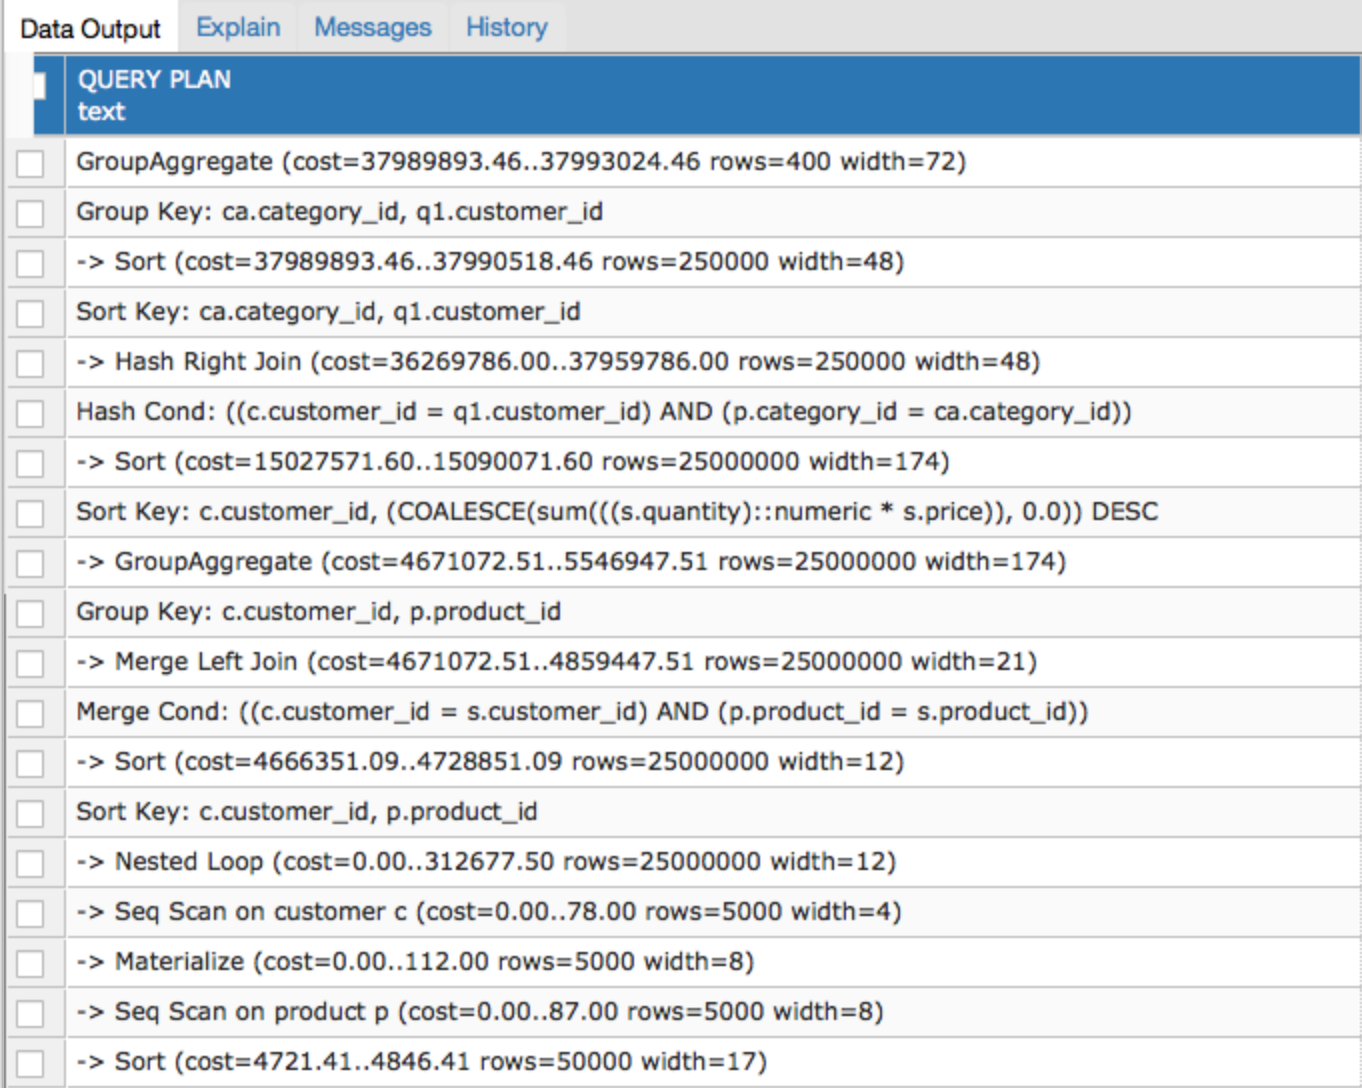 Data Output Explain Messages History
QUERY PLAN
text
GroupAggregate (cost=37989893.46..37993024.46 rows=400 width=72)
Group Key: ca.category_id, q1.customer_id
-> Sort (cost=37989893.46..37990518.46 rows=250000 width=48)
Sort Key: ca.category_id, q1.customer_id
-> Hash Right Join (cost=36269786.00..37959786.00 rows=250000 width=48)
Hash Cond: ((c.customer_id = q1.customer_id) AND (p.category_id = ca.category_id))
-> Sort (cost=15027571.60..15090071.60 rows=25000000 width=174)
Sort Key: c.customer_id, (COALESCE(sum(((s.quantity)::numeric * s.price)), 0.0)) DESC
-> GroupAggregate (cost=4671072.51..5546947.51 rows=25000000 width=174)
Group Key: c.customer_id, p.product_id
-> Merge Left Join (cost=4671072.51..4859447.51 rows=25000000 width=21)
Merge Cond: ((c.customer_id = s.customer_id) AND (p.product_id = s.product_id))
-> Sort (cost=4666351.09..4728851.09 rows=25000000 width=12)
Sort Key: c.customer_id, p.product_id
-> Nested Loop (cost=0.00..312677.50 rows=25000000 width=12)
-> Seq Scan on customer c (cost=0.00..78.00 rows=5000 width=4)
-> Materialize (cost=0.00..112.00 rows=5000 width=8)
-> Seq Scan on product p (cost=0.00..87.00 rows=5000 width=8)
-> Sort (cost=4721.41..4846.41 rows=50000 width=17)